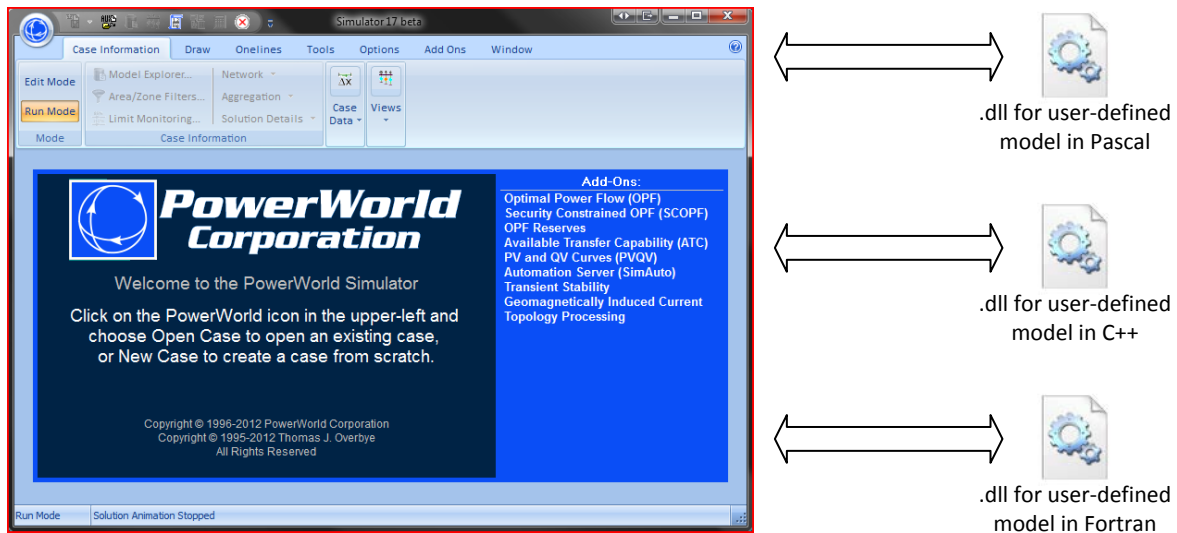 Simulator 17 beta
Case Information Draw Onelines Tools Options Add Ons Window
Edit Mode
Run Mode
Mode
Model Explorer...
Area/Zone Filters...
Limit Monitoring...
Network
Aggregation
Solution Details
Case Information
ΔX
Case
Data
Views
PowerWorld
Corporation
Welcome to the PowerWorld Simulator
Click on the PowerWorld icon in the upper-left and
choose Open Case to open an existing case,
or New Case to create a case from scratch.
Copyright © 1996-2012 PowerWorld Corporation
Copyright © 1995-2012 Thomas J. Overbye
All Rights Reserved
Add-Ons:
Optimal Power Flow (OPF)
Security Constrained OPF (SCOPF)
OPF Reserves
Available Transfer Capability (ATC)
PV and QV Curves (PVQV)
Automation Server (SimAuto)
Transient Stability
Geomagnetically Induced Current
Topology Processing
Run Mode Solution Animation Stopped
.dll for user-defined
model in Pascal
.dll for user-defined
model in C++
.dll for user-defined
model in Fortran